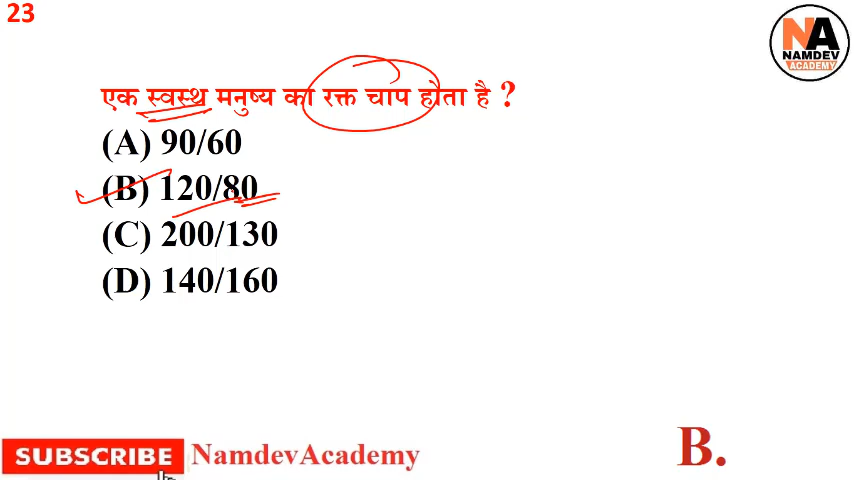 23
NA
NAMDEV
ACADEMY
एक स्वस्थ मनुष्य का रक्त चाप होता है ?
(A) 90/60
(B) 120/80
(C) 200/130
(D) 140/160
SUBSCRIBE NamdevAcademy
B.